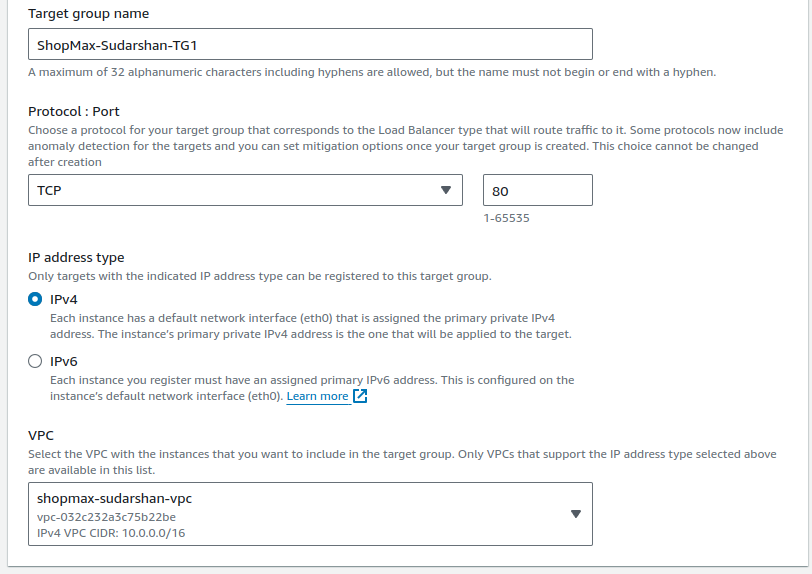 Target group name
ShopMax-Sudarshan-TG1
A maximum of 32 alphanumeric characters including hyphens are allowed, but the name must not begin or end with a hyphen.
Protocol : Port
Choose a protocol for your target group that corresponds to the Load Balancer type that will route traffic to it. Some protocols now include
anomaly detection for the targets and you can set mitigation options once your target group is created. This choice cannot be changed
after creation
TCP
80
1-65535
IP address type
Only targets with the indicated IP address type can be registered to this target group.
IPv4
Each instance has a default network interface (eth0) that is assigned the primary private IPv4
address. The instance's primary private IPv4 address is the one that will be applied to the target.
IPv6
Each instance you register must have an assigned primary IPv6 address. This is configured on the
instance's default network interface (eth0). Learn more
VPC
Select the VPC with the instances that you want to include in the target group. Only VPCs that support the IP address type selected above
are available in this list.
shopmax-sudarshan-vpc
vpc-032c232a3c75b22be
IPv4 VPC CIDR: 10.0.0.0/16